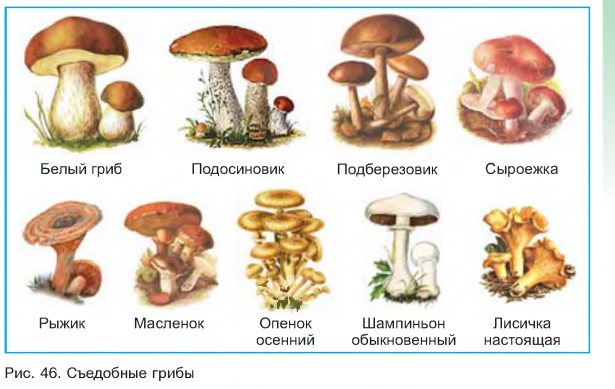 Белый гриб
Подосиновик
Подберезовик
Сыроежка
Рыжик
Масленок
Опенок
осенний
Шампиньон
обыкновенный
Лисичка
настоящая
Рис. 46. Съедобные грибы